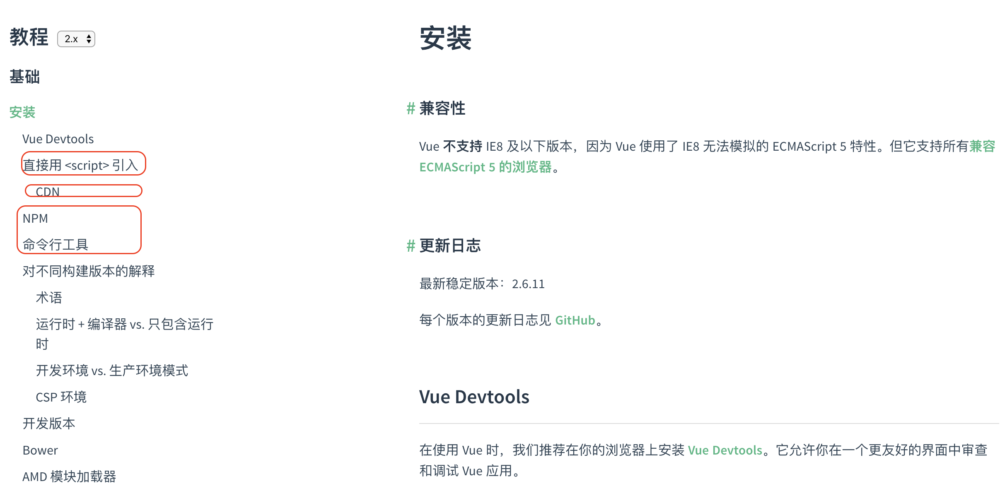 教程 2.x
基础
安装
Vue Devtools
直接用 <script> 引入
CDN
NPM
命令行工具
对不同构建版本的解释
术语
运行时 + 编译器 vs. 只包含运行
时
开发环境 vs. 生产环境模式
CSP 环境
开发版本
Bower
AMD 模块加载器
安装
# 兼容性
Vue 不支持 IE8 及以下版本，因为 Vue 使用了 IE8 无法模拟的 ECMAScript 5 特性。但它支持所有兼容
ECMAScript 5 的浏览器。
# 更新日志
最新稳定版本：2.6.11
每个版本的更新日志见 GitHub。
Vue Devtools
在使用 Vue 时，我们推荐在你的浏览器上安装 Vue Devtools。它允许你在一个更友好的界面中审查
和调试 Vue 应用。